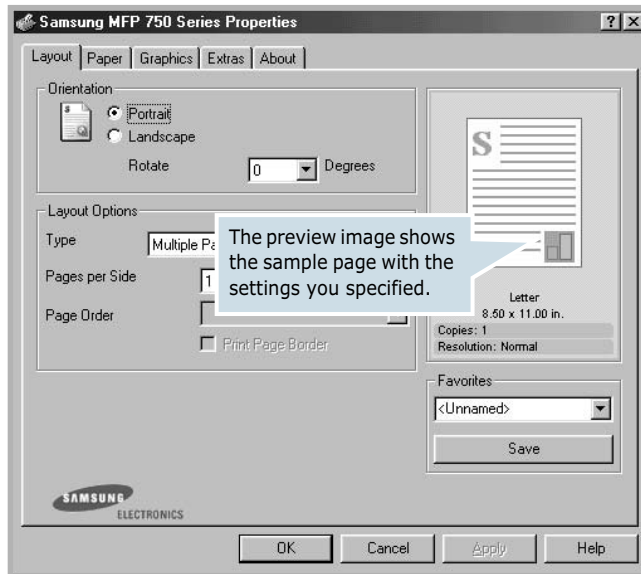 Samsung MFP 750 Series Properties
Layout Paper Graphics Extras About
Orientation
Portrait
Landscape
Rotate 0 Degrees
Layout Options
Type Multiple Pa
Pages per Side 1
Page Order
Print Page Border
The preview image shows
the sample page with the
settings you specified.
S
Letter
8.50 x 11.00 in.
Copies: 1
Resolution: Normal
Favorites
<Unnamed>
Save
SAMSUNG
ELECTRONICS
OK Cancel Apply Help